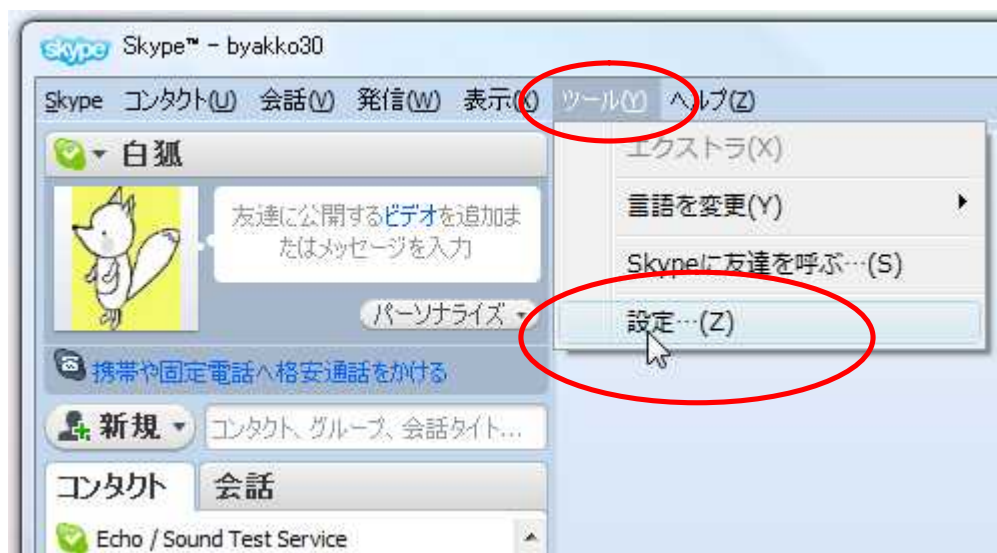 skype Skype™ - byakko30
Skype コンタクト(U) 会話(V) 発信(W) 表示(X) ツール(Y) ヘルプ(Z)
白狐
友達に公開するビデオを追加ま
たはメッセージを入力
パーソナライズ
携帯や固定電話へ格安通話をかける
新規 コンタクト、グループ、会話タイト...
コンタクト 会話
Echo / Sound Test Service
エクストラ(X)
言語を変更(Y)
Skypeに友達を呼ぶ…(S)
設定…(Z)